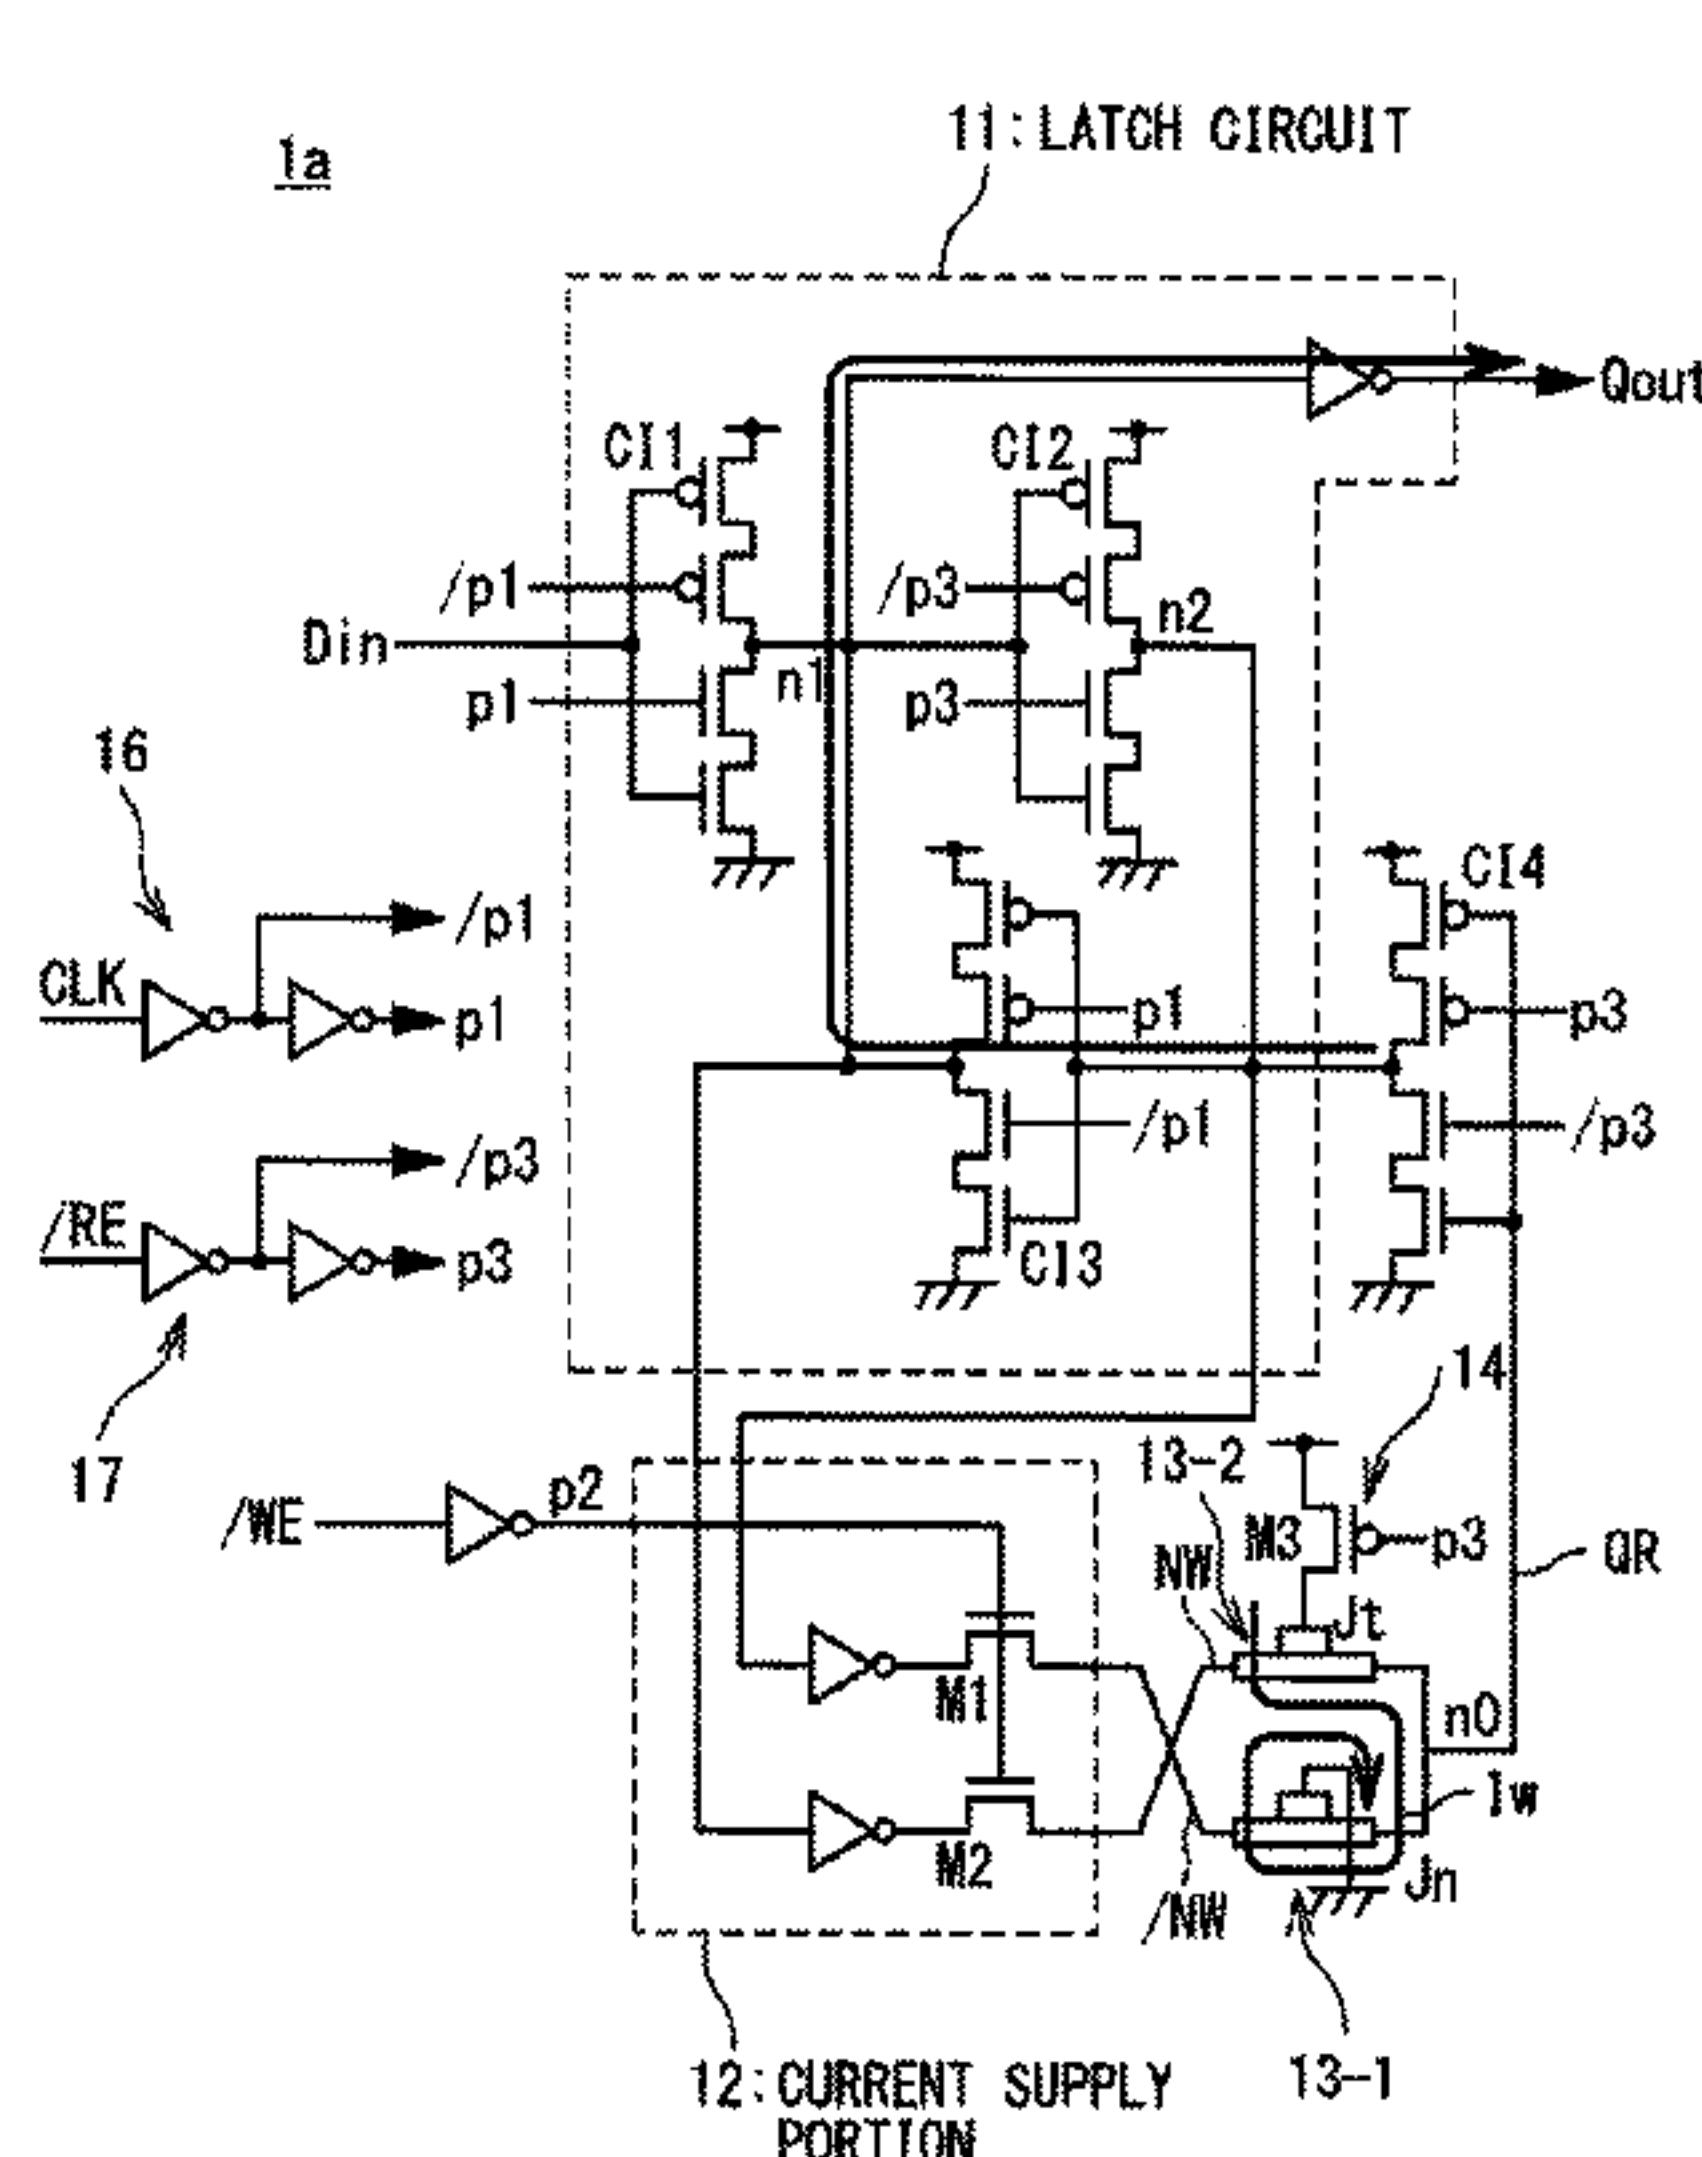 11:LATCH CIRCUIT
1a
Qout
CI1
CI2
/p1
/p3
n2
Din
n1
p1
p3
16
CI4
/p1
CLK
p1
p1
p3
/p3
/p1
/p3
/RE
p3
CI3
14
17
13-2
/WE
p2
NW
M3
p3
QR
Jt
M1
n0
Iw
M2
Jn
/NW
13-1
12:CURRENT SUPPLY
PORTION